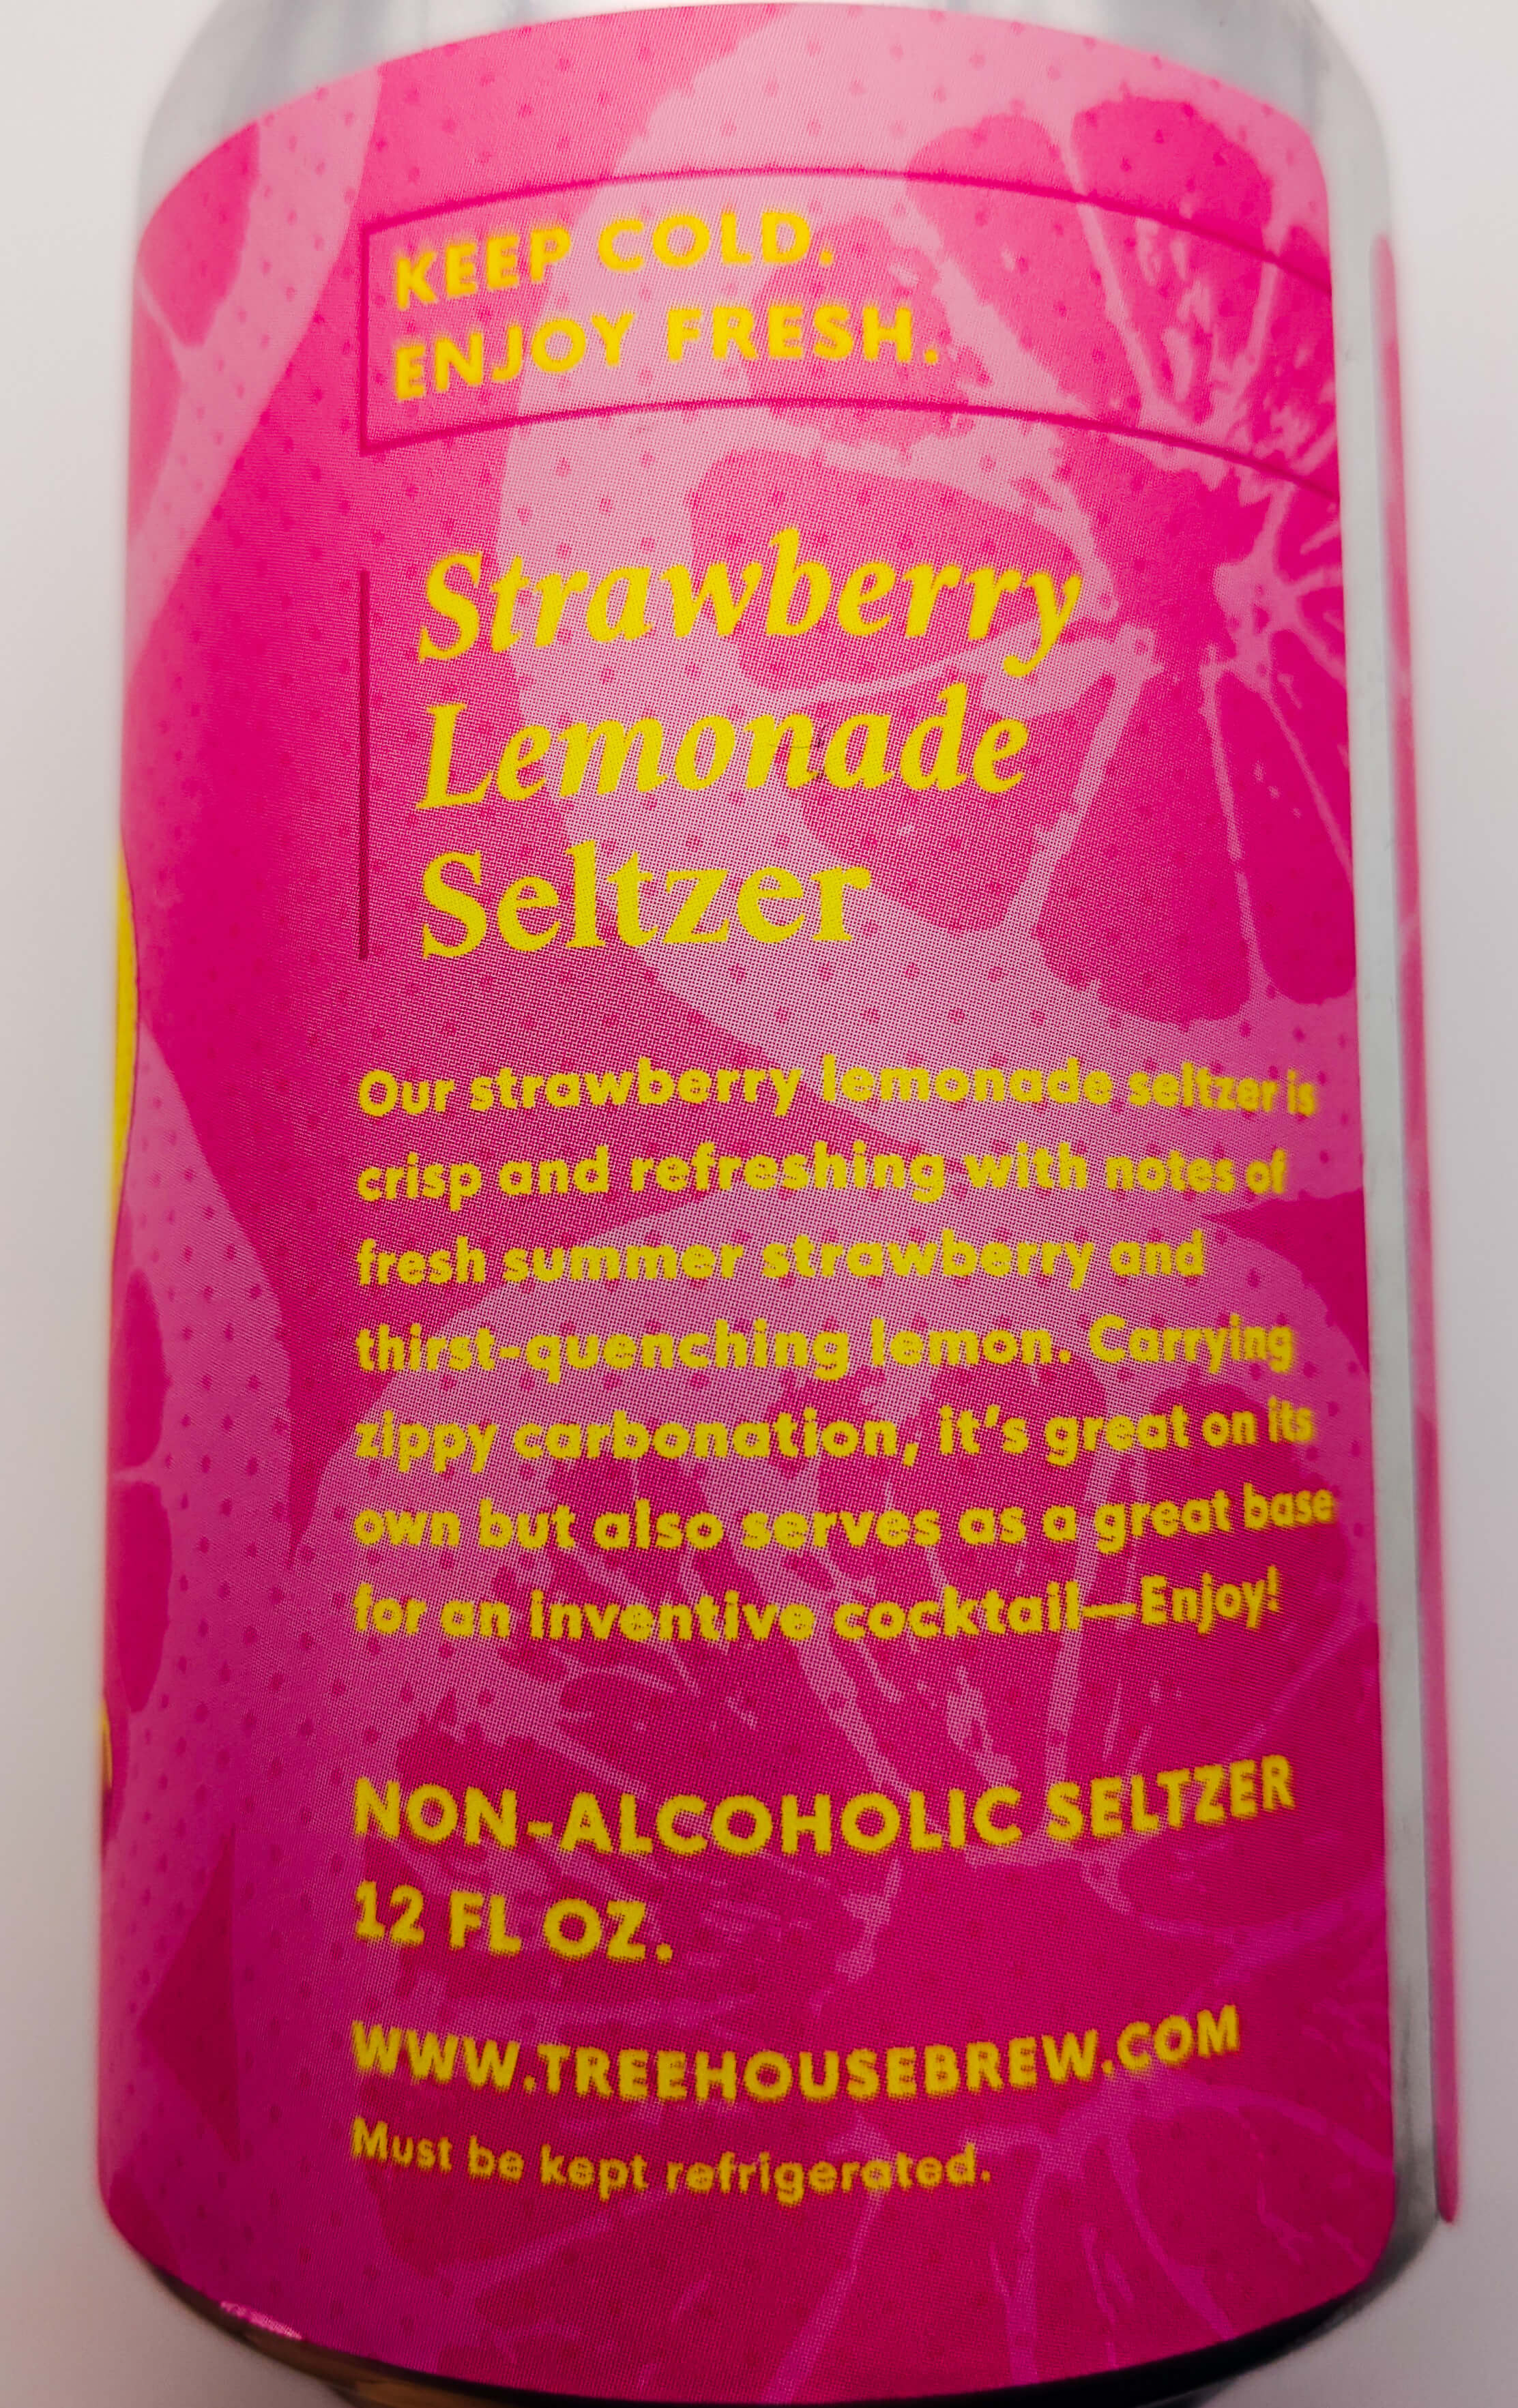 KEEP COLD.
ENJOY FRESH.
Strawberry
Lemonade
Seltzer
Our strawberry lemonade seltzer is
crisp and refreshing with notes of
fresh summer strawberry and
thirst-quenching lemon. Carrying
zippy carbonation, it's great on its
own but also serves as a great base
for an inventive cocktail—Enjoy!
NON-ALCOHOLIC SELTZER
12 FL OZ.
WWW.TREEHOUSEBREW.COM
Must be kept refrigerated.